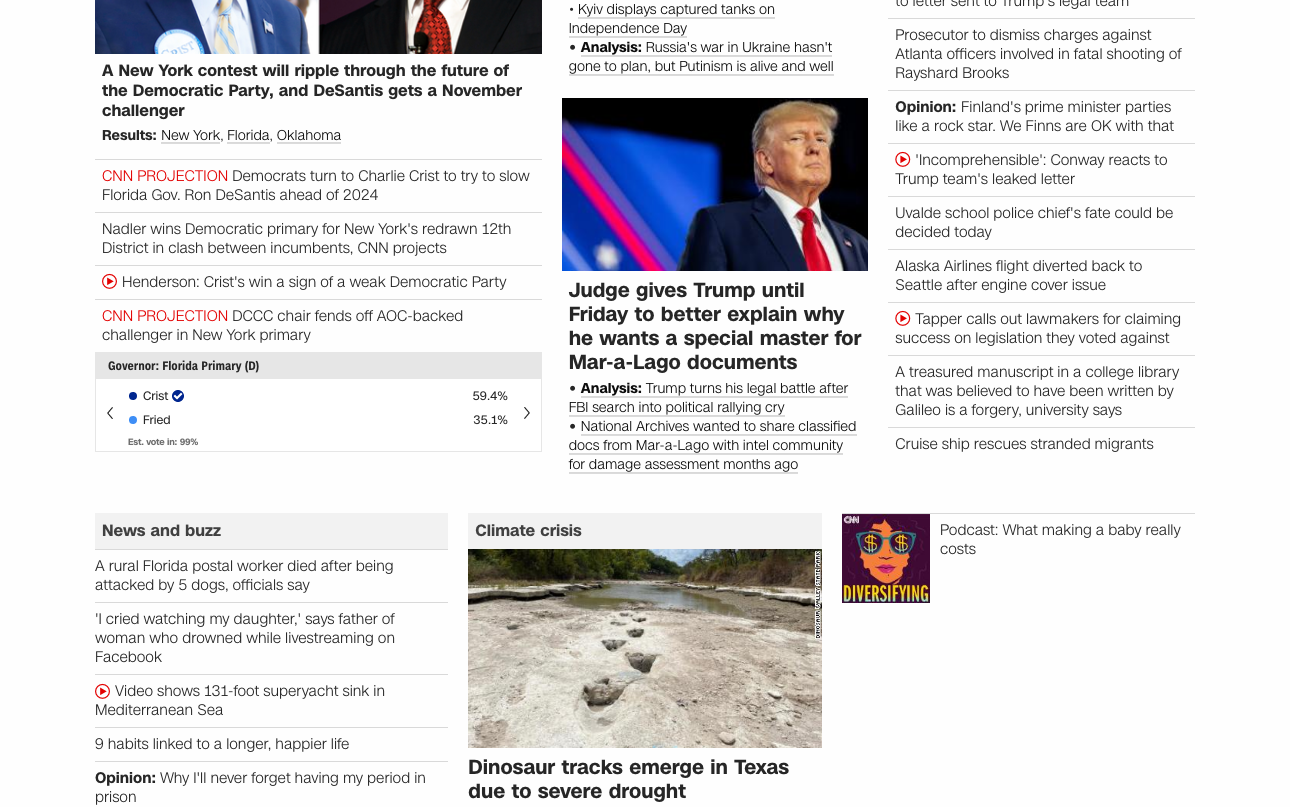 CRIST
A New York contest will ripple through the future of
the Democratic Party, and DeSantis gets a November
challenger
Results: New York, Florida, Oklahoma
CNN PROJECTION Democrats turn to Charlie Crist to try to slow
Florida Gov. Ron DeSantis ahead of 2024
Nadler wins Democratic primary for New York's redrawn 12th
District in clash between incumbents, CNN projects
Henderson: Crist's win a sign of a weak Democratic Party
CNN PROJECTION DCCC chair fends off AOC-backed
challenger in New York primary
Governor: Florida Primary (D)
Crist 59.4%
Fried 35.1%
Est. vote in: 99%
• Kyiv displays captured tanks on
Independence Day
• Analysis: Russia's war in Ukraine hasn't
gone to plan, but Putinism is alive and well
Judge gives Trump until
Friday to better explain why
he wants a special master for
Mar-a-Lago documents
• Analysis: Trump turns his legal battle after
FBI search into political rallying cry
• National Archives wanted to share classified
docs from Mar-a-Lago with intel community
for damage assessment months ago
to letter sent to Trump's legal team
Prosecutor to dismiss charges against
Atlanta officers involved in fatal shooting of
Rayshard Brooks
Opinion: Finland's prime minister parties
like a rock star. We Finns are OK with that
'Incomprehensible': Conway reacts to
Trump team's leaked letter
Uvalde school police chief's fate could be
decided today
Alaska Airlines flight diverted back to
Seattle after engine cover issue
Tapper calls out lawmakers for claiming
success on legislation they voted against
A treasured manuscript in a college library
that was believed to have been written by
Galileo is a forgery, university says
Cruise ship rescues stranded migrants
News and buzz
A rural Florida postal worker died after being
attacked by 5 dogs, officials say
'I cried watching my daughter,' says father of
woman who drowned while livestreaming on
Facebook
Video shows 131-foot superyacht sink in
Mediterranean Sea
9 habits linked to a longer, happier life
Opinion: Why I'll never forget having my period in
prison
Climate crisis
DINOSAUR VALLEY STATE PARK
Dinosaur tracks emerge in Texas
due to severe drought
CNN
DIVERSIFYING
Podcast: What making a baby really
costs